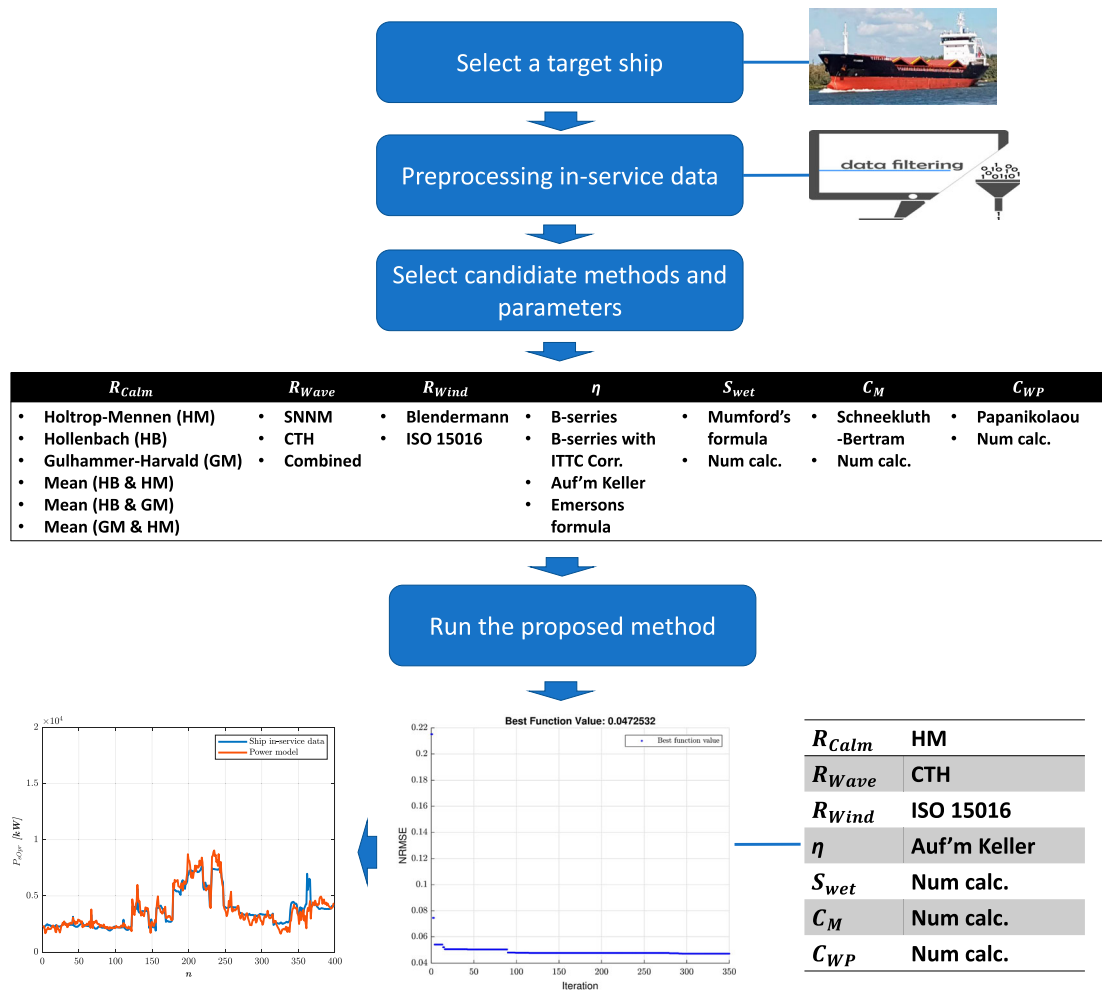 Select a target ship
Preprocessing in-service data
data filtering
Select candidiate methods and
parameters
R_Calm R_Wave R_Wind η S_wet C_M C_WP
• Holtrop-Mennen (HM)
• Hollenbach (HB)
• Gulhammer-Harvald (GM)
• Mean (HB & HM)
• Mean (HB & GM)
• Mean (GM & HM)
• SNNM
• CTH
• Combined
• Blendermann
• ISO 15016
• B-serries
• B-serries with
ITTC Corr.
• Auf'm Keller
• Emersons
formula
• Mumford's
formula
• Num calc.
• Schneekluth
-Bertram
• Num calc.
• Papanikolaou
• Num calc.
Run the proposed method
×10⁴
Ship in-service data
Power model
2
1.5
1
0.5
0
P_sOpr [kW]
0 50 100 150 200 250 300 350 400
n
Best Function Value: 0.0472532
Best function value
0.22
0.2
0.18
0.16
0.14
0.12
0.1
0.08
0.06
0.04
NRMSE
0 50 100 150 200 250 300 350
Iteration
R_Calm HM
R_Wave CTH
R_Wind ISO 15016
η Auf'm Keller
S_wet Num calc.
C_M Num calc.
C_WP Num calc.